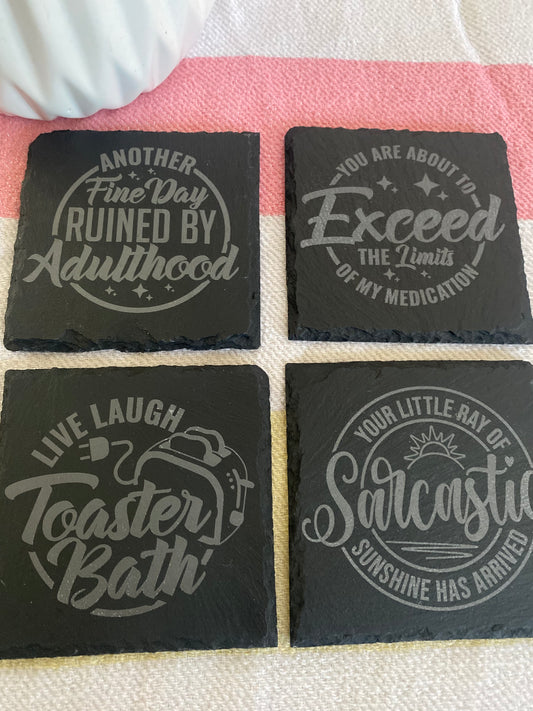 ANOTHER
Fine Day
RUINED BY
Adulthood
YOU ARE ABOUT TO
Exceed
THE Limits
OF MY MEDICATION
LIVE LAUGH
Toaster
Bath
YOUR LITTLE RAY OF
Sarcastic
SUNSHINE HAS ARRIVED